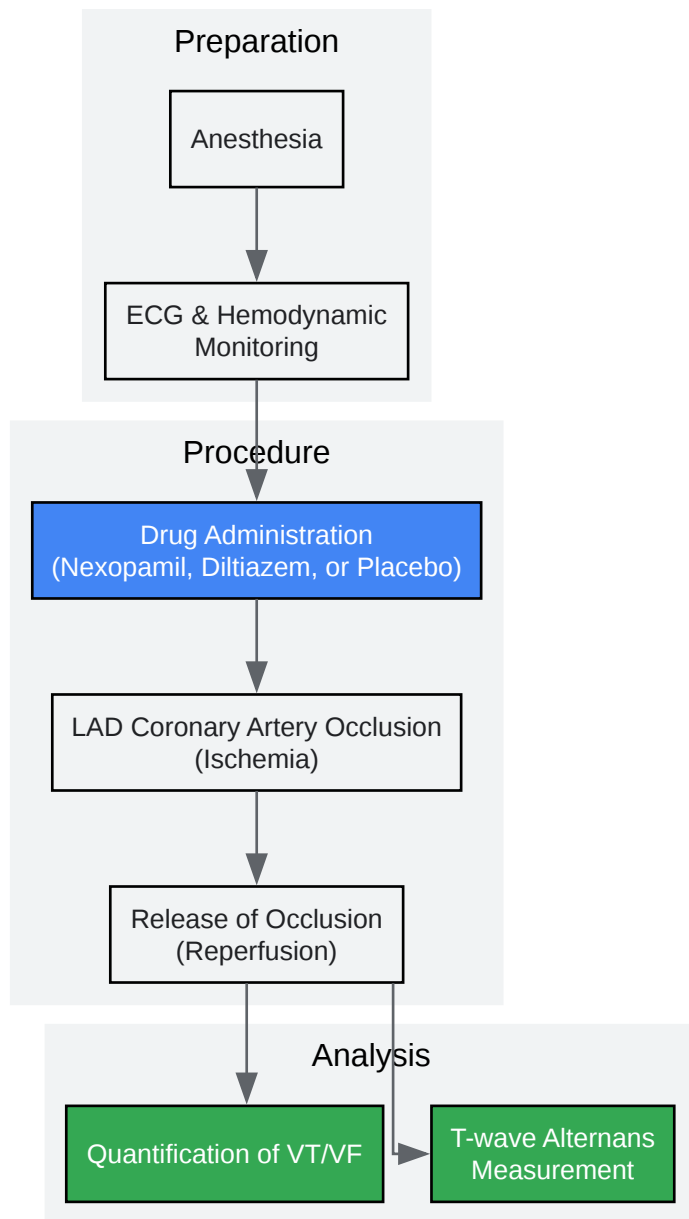 Preparation
Anesthesia
ECG & Hemodynamic
Monitoring
Procedure
Drug Administration
(Nexopamil, Diltiazem, or Placebo)
LAD Coronary Artery Occlusion
(Ischemia)
Release of Occlusion
(Reperfusion)
Analysis
Quantification of VT/VF
T-wave Alternans
Measurement